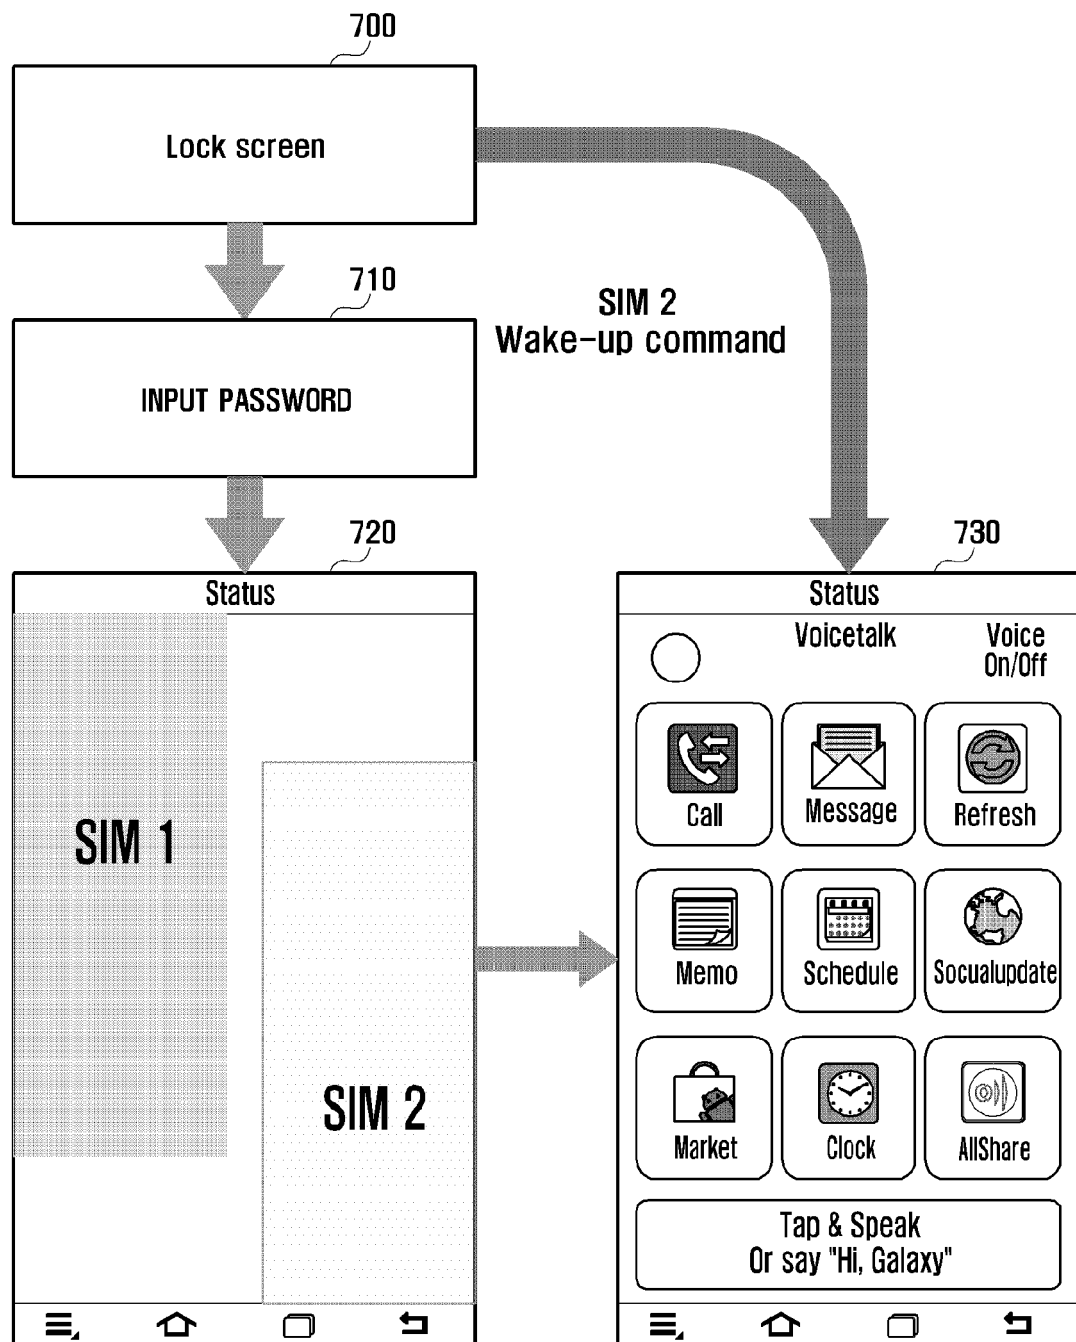 700
Lock screen
710
SIM 2
Wake-up command
INPUT PASSWORD
720
Status
SIM 1
SIM 2
730
Status
Voicetalk
Voice
On/Off
Call
Message
Refresh
Memo
Schedule
Socualupdate
Market
Clock
AllShare
Tap & Speak
Or say "Hi, Galaxy"